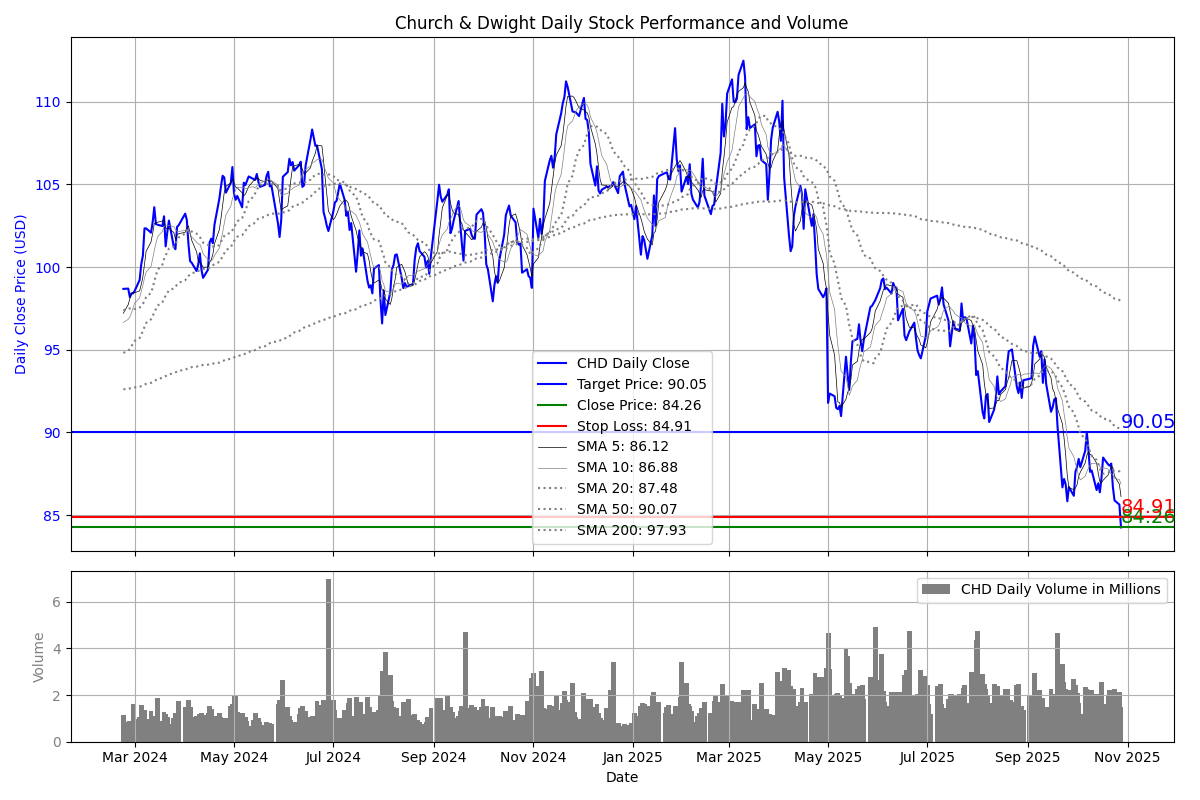 Church & Dwight Daily Stock Performance and Volume
Daily Close Price (USD)
110
105
100
95
90
85
CHD Daily Close
Target Price: 90.05
Close Price: 84.26
Stop Loss: 84.91
SMA 5: 86.12
SMA 10: 86.88
SMA 20: 87.48
SMA 50: 90.07
SMA 200: 97.93
90.05
84.91
84.26
Volume
6
4
2
0
CHD Daily Volume in Millions
Mar 2024
May 2024
Jul 2024
Sep 2024
Nov 2024
Jan 2025
Mar 2025
May 2025
Jul 2025
Sep 2025
Nov 2025
Date